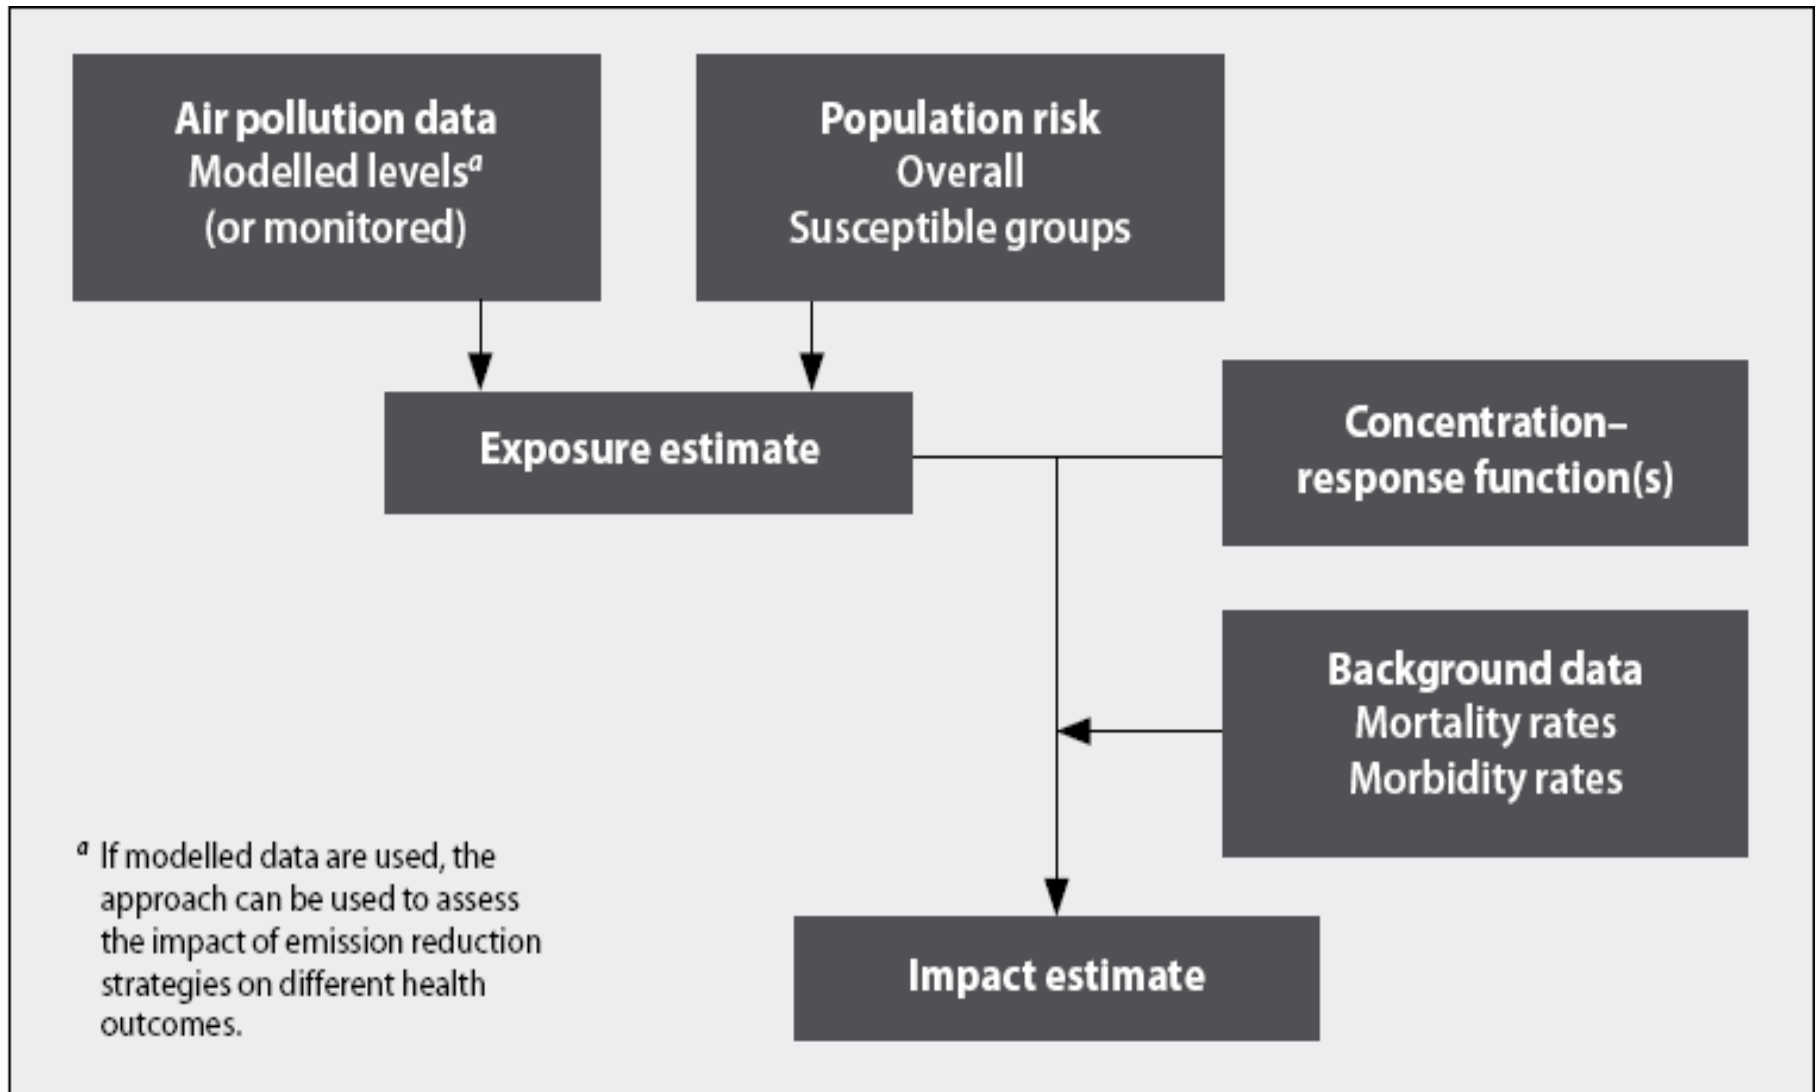 Air pollution data
Modelled levelsª
(or monitored)
Population risk
Overall
Susceptible groups
Exposure estimate
Concentration–
response function(s)
Background data
Mortality rates
Morbidity rates
ª If modelled data are used, the
approach can be used to assess
the impact of emission reduction
strategies on different health
outcomes.
Impact estimate